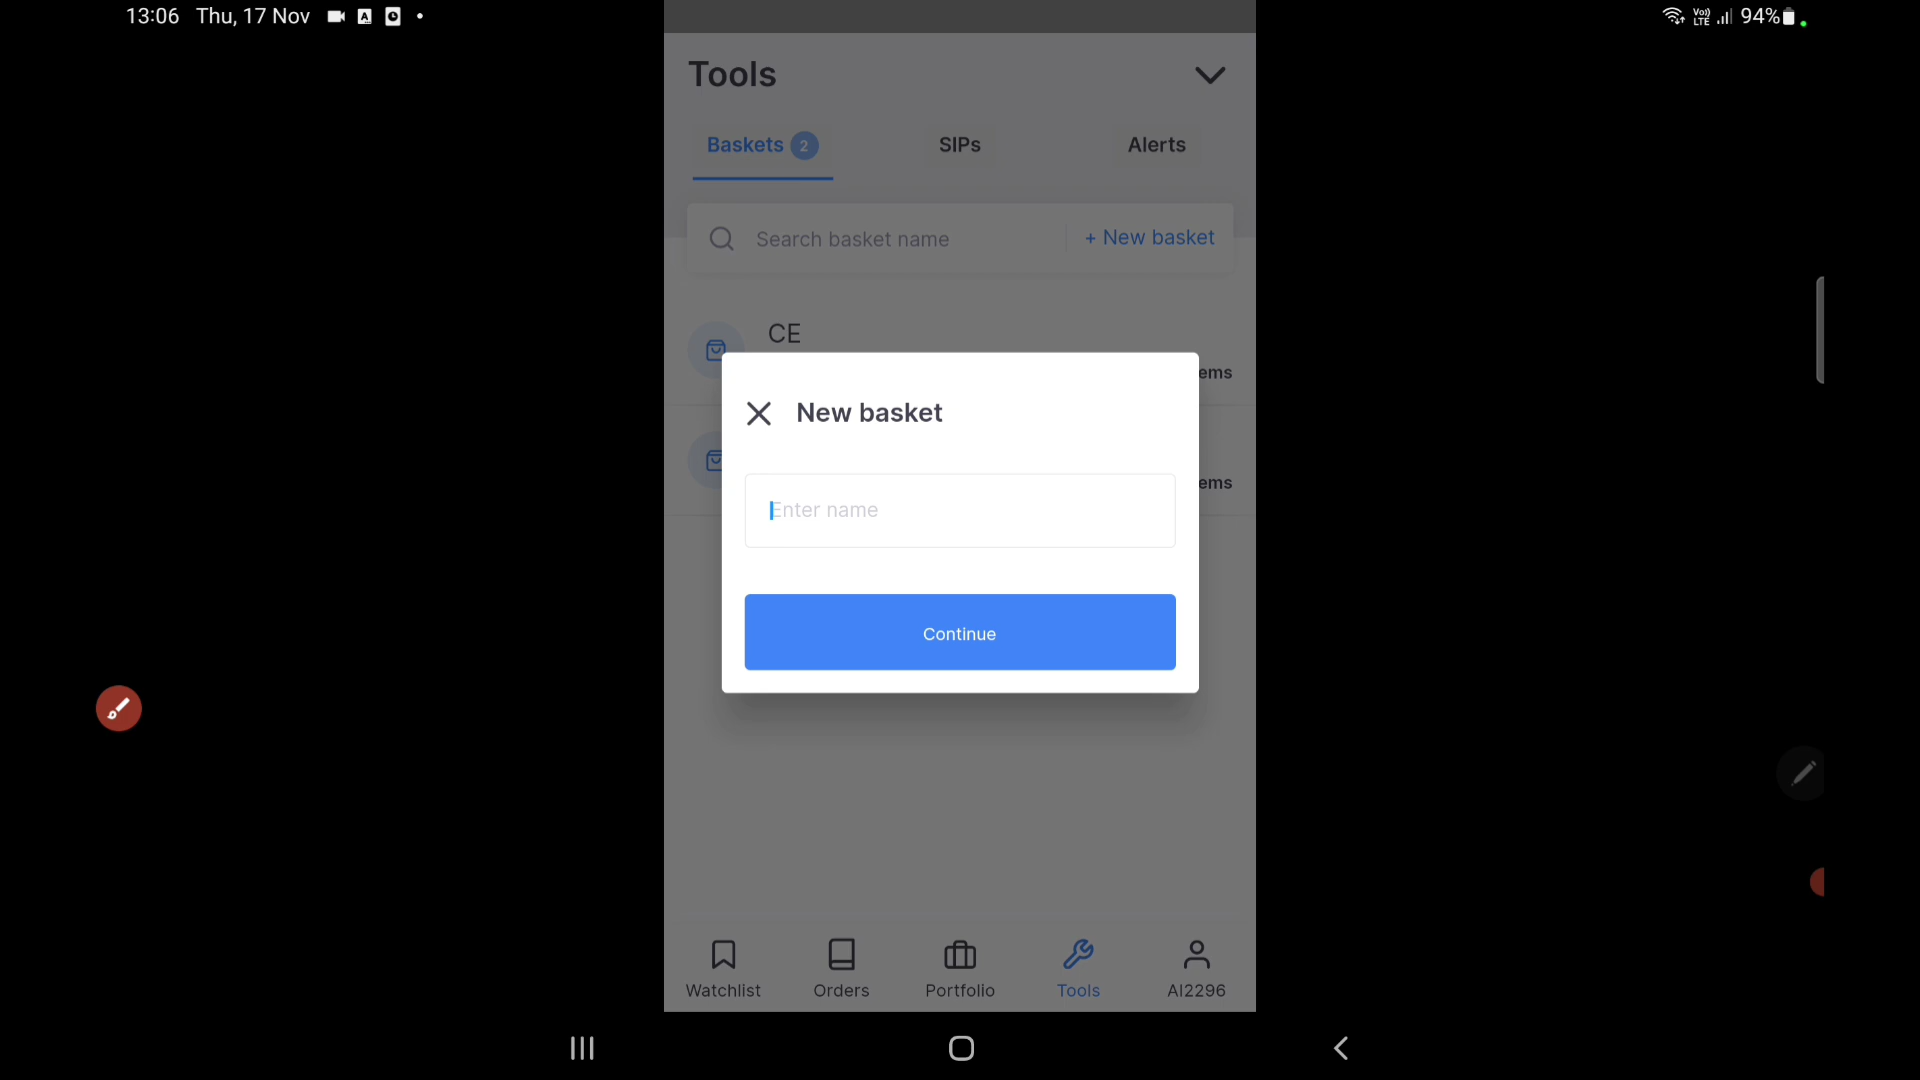 13:06 Thu, 17 Nov
94%
Tools
Baskets 2
SIPs
Alerts
Search basket name
+ New basket
CE
ems
New basket
ems
Enter name
Continue
Watchlist
Orders
Portfolio
Tools
AI2296